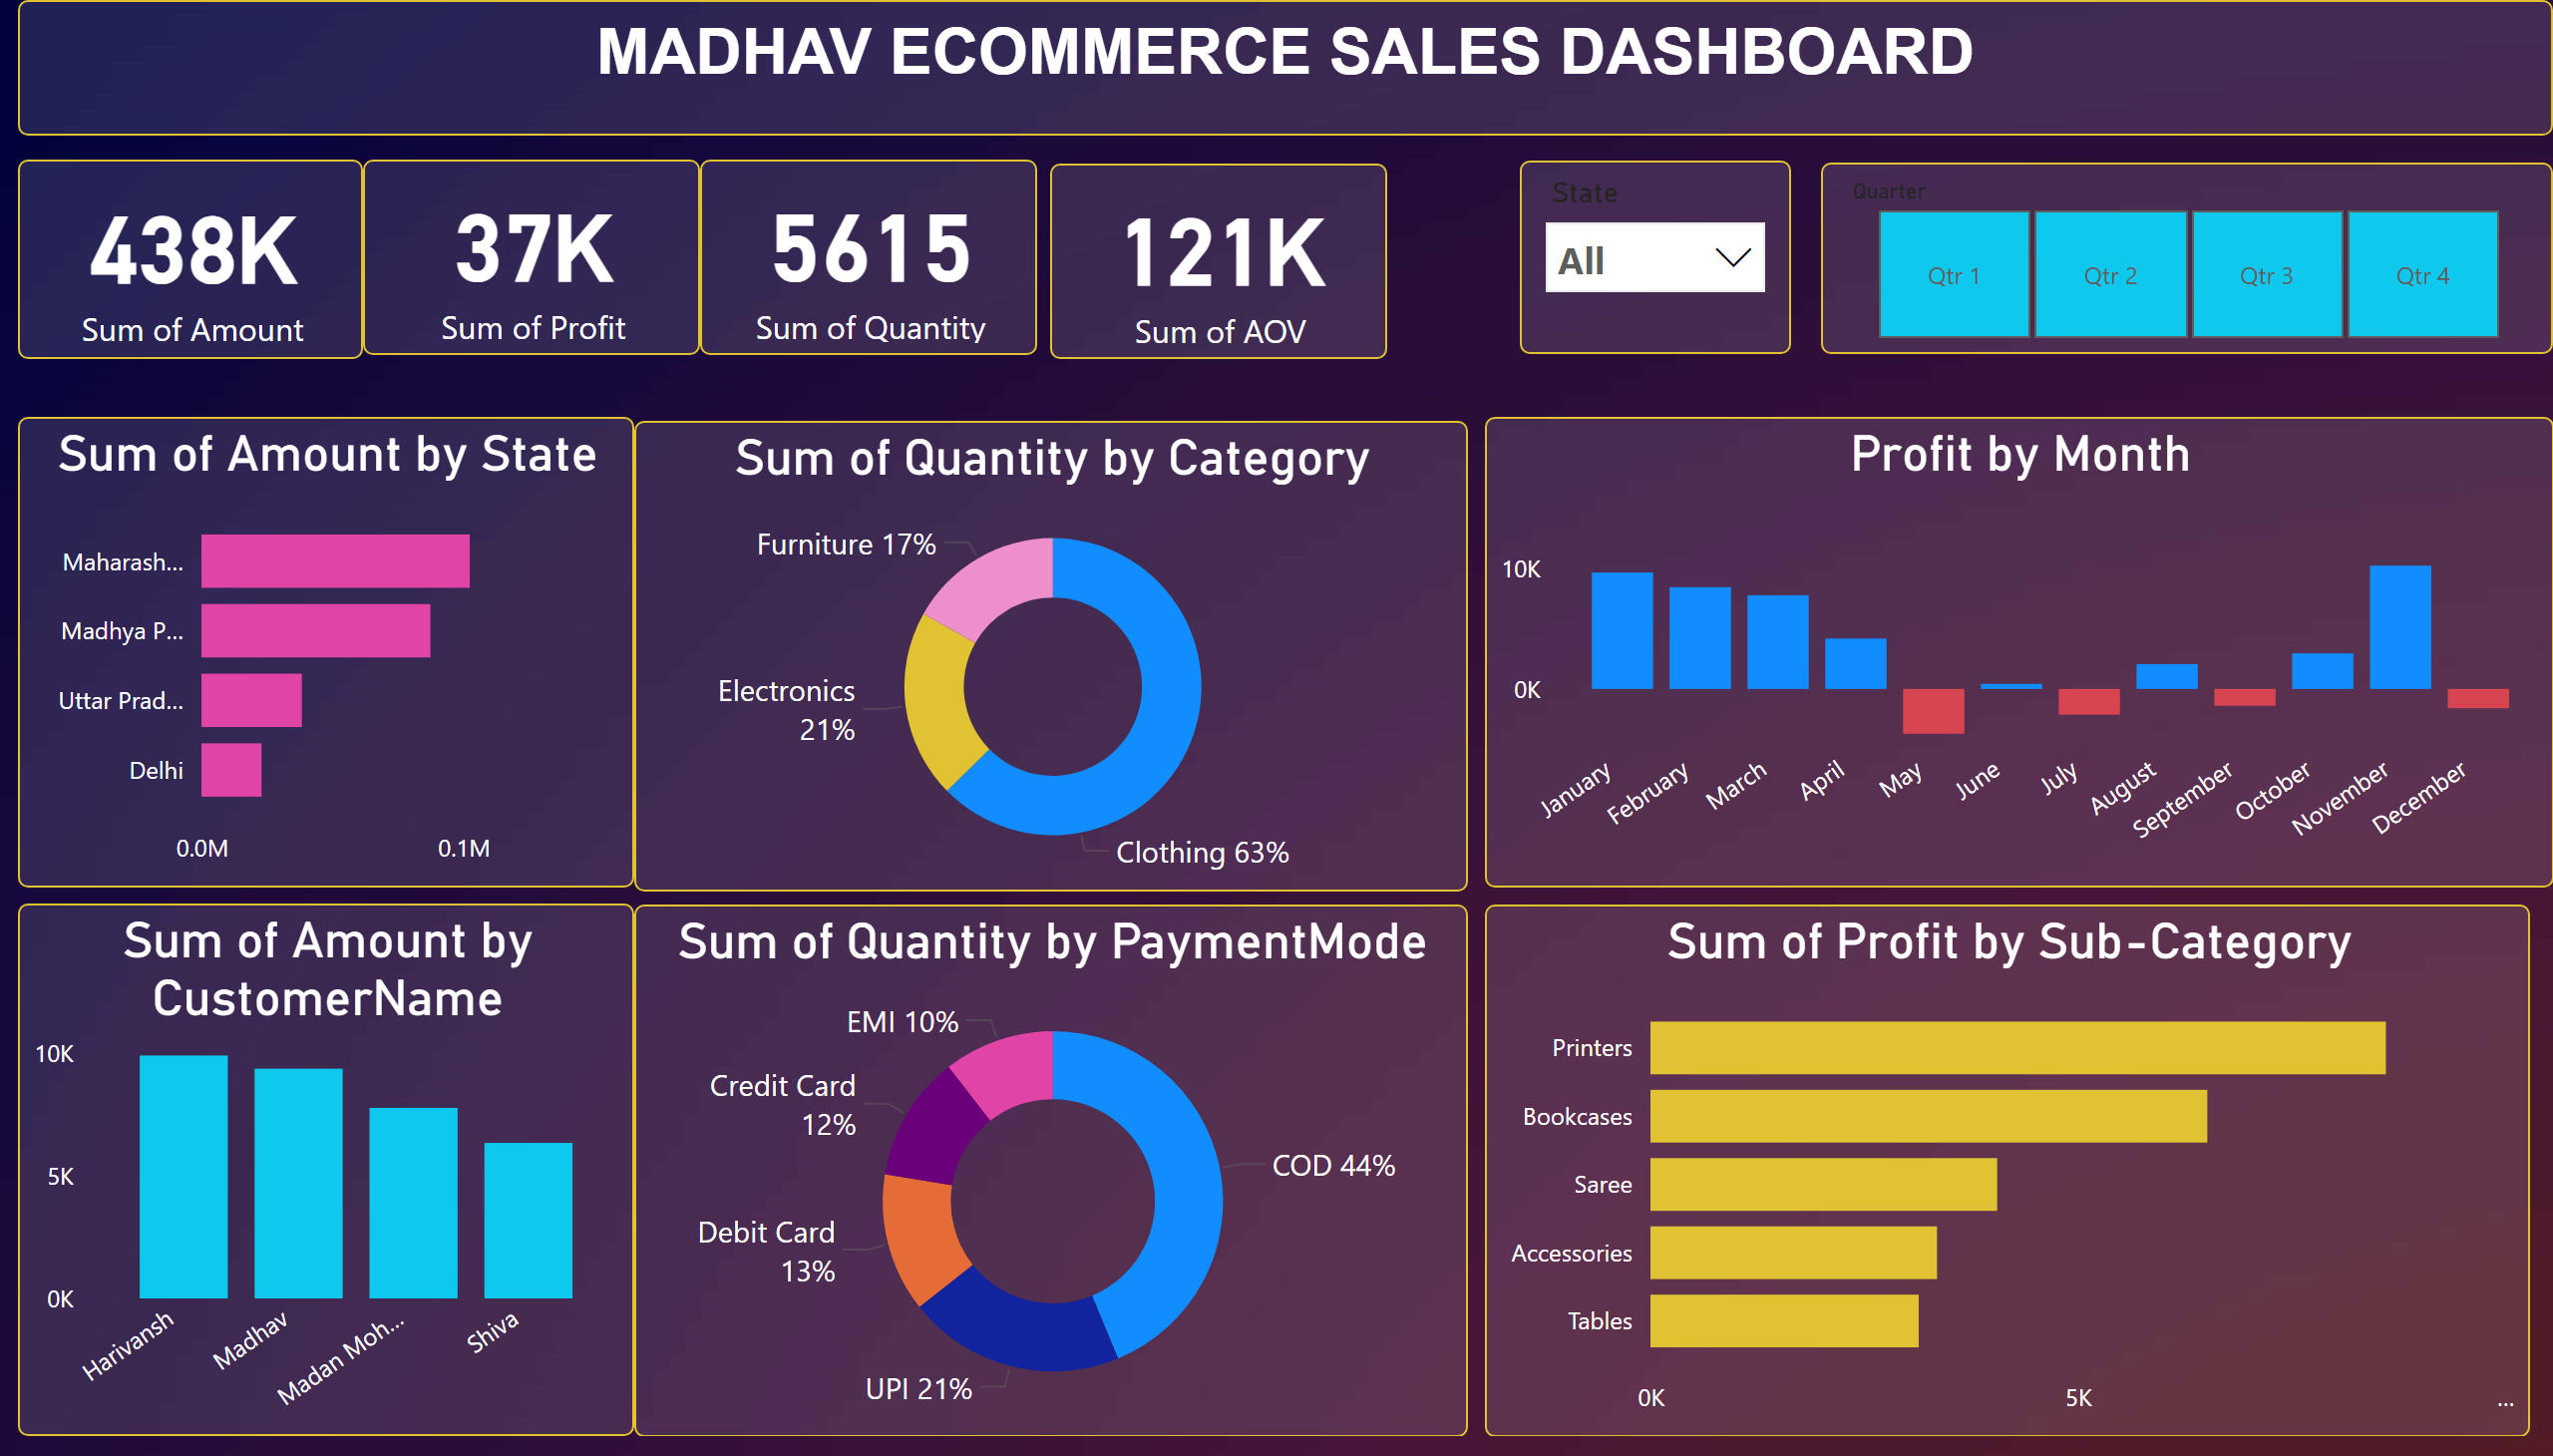 MADHAV ECOMMERCE SALES DASHBOARD
438K
Sum of Amount
37K
Sum of Profit
5615
Sum of Quantity
121K
Sum of AOV
State
All
Quarter
Qtr 1
Qtr 2
Qtr 3
Qtr 4
Sum of Amount by State
Maharash...
Madhya P...
Uttar Prad...
Delhi
0.0M
0.1M
Sum of Quantity by Category
Furniture 17%
Electronics
21%
Clothing 63%
Profit by Month
10K
0K
January
February
March
April
May
June
July
August
September
October
November
December
Sum of Amount by
CustomerName
10K
5K
0K
Harivansh
Madhav
Madan Moh...
Shiva
Sum of Quantity by PaymentMode
EMI 10%
Credit Card
12%
Debit Card
13%
UPI 21%
COD 44%
Sum of Profit by Sub-Category
Printers
Bookcases
Saree
Accessories
Tables
0K
5K
...